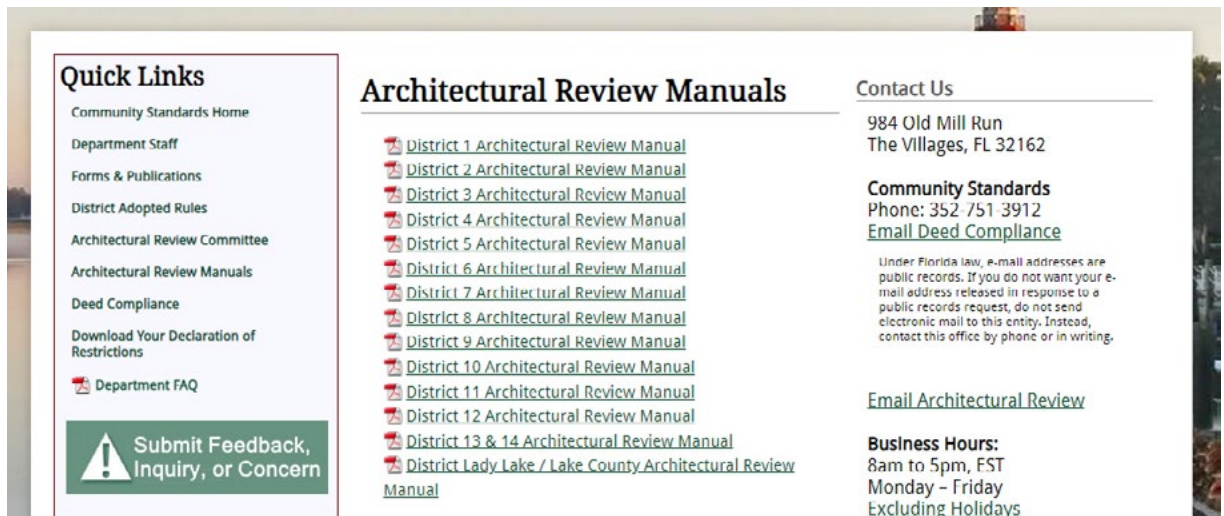 Quick Links
Community Standards Home
Department Staff
Forms & Publications
District Adopted Rules
Architectural Review Committee
Architectural Review Manuals
Deed Compliance
Download Your Declaration of
Restrictions
Department FAQ
Submit Feedback,
Inquiry, or Concern
Architectural Review Manuals
District 1 Architectural Review Manual
District 2 Architectural Review Manual
District 3 Architectural Review Manual
District 4 Architectural Review Manual
District 5 Architectural Review Manual
District 6 Architectural Review Manual
District 7 Architectural Review Manual
District 8 Architectural Review Manual
District 9 Architectural Review Manual
District 10 Architectural Review Manual
District 11 Architectural Review Manual
District 12 Architectural Review Manual
District 13 & 14 Architectural Review Manual
District Lady Lake / Lake County Architectural Review
Manual
Contact Us
984 Old Mill Run
The Villages, FL 32162
Community Standards
Phone: 352-751-3912
Email Deed Compliance
Under Florida law, e-mail addresses are
public records. If you do not want your e-
mail address released in response to a
public records request, do not send
electronic mail to this entity. Instead,
contact this office by phone or in writing.
Email Architectural Review
Business Hours:
8am to 5pm, EST
Monday – Friday
Excluding Holidays